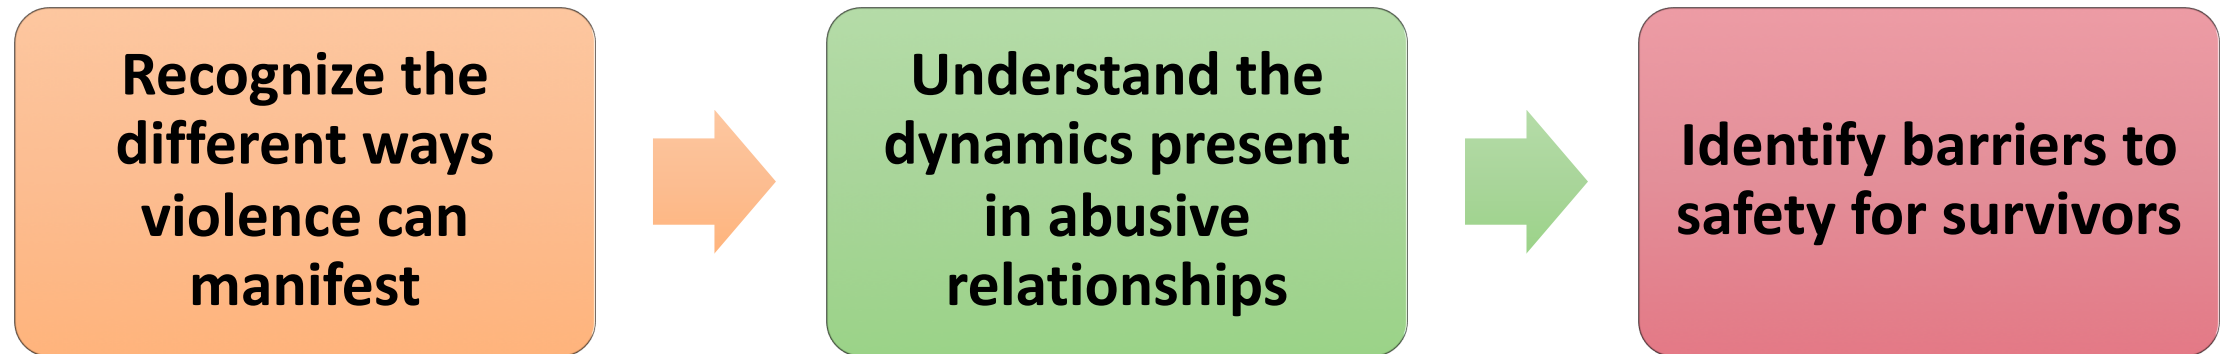 Recognize the
different ways
violence can
manifest
Understand the
dynamics present
in abusive
relationships
Identify barriers to
safety for survivors